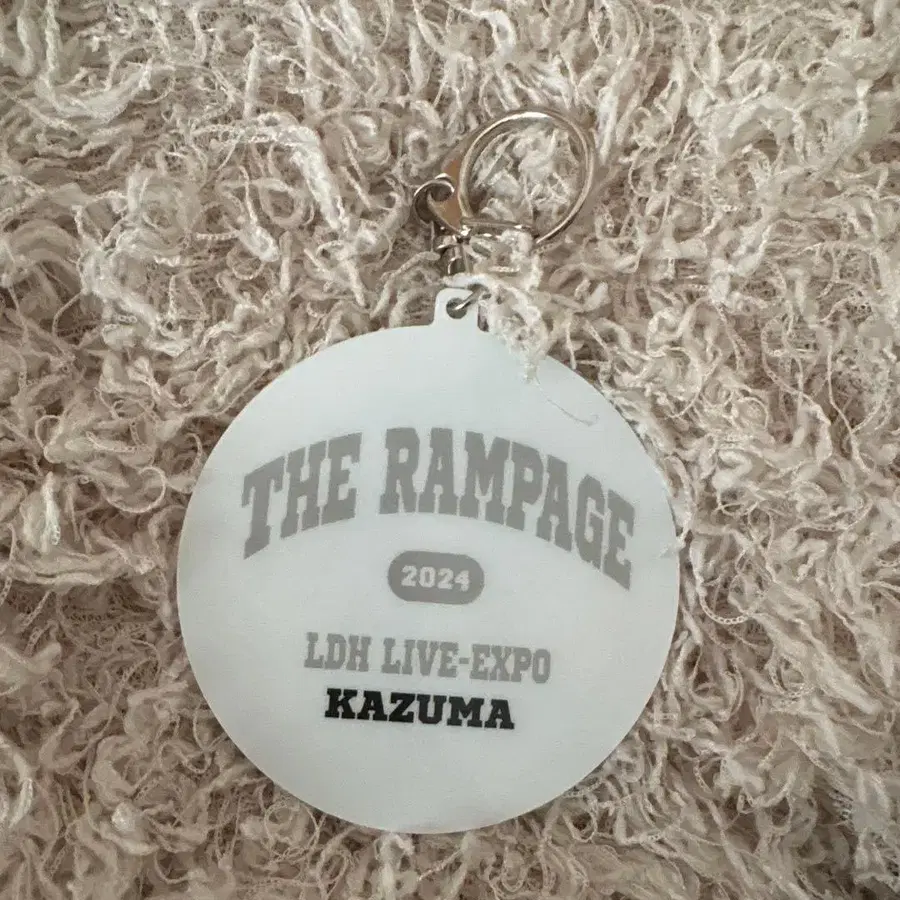 THE RAMPAGE
2024
LDH LIVE-EXPO
KAZUMA